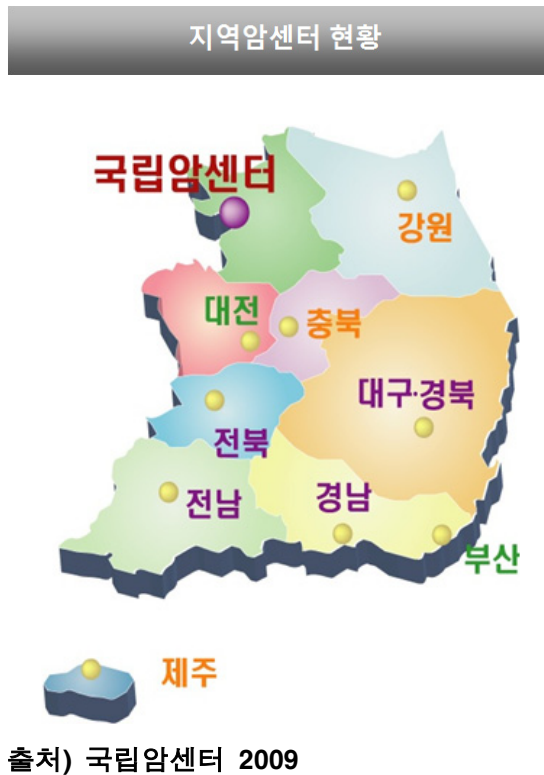 지역암센터 현황
국립암센터
강원
대전
충북
대구·경북
전북
전남
경남
부산
제주
출처) 국립암센터 2009